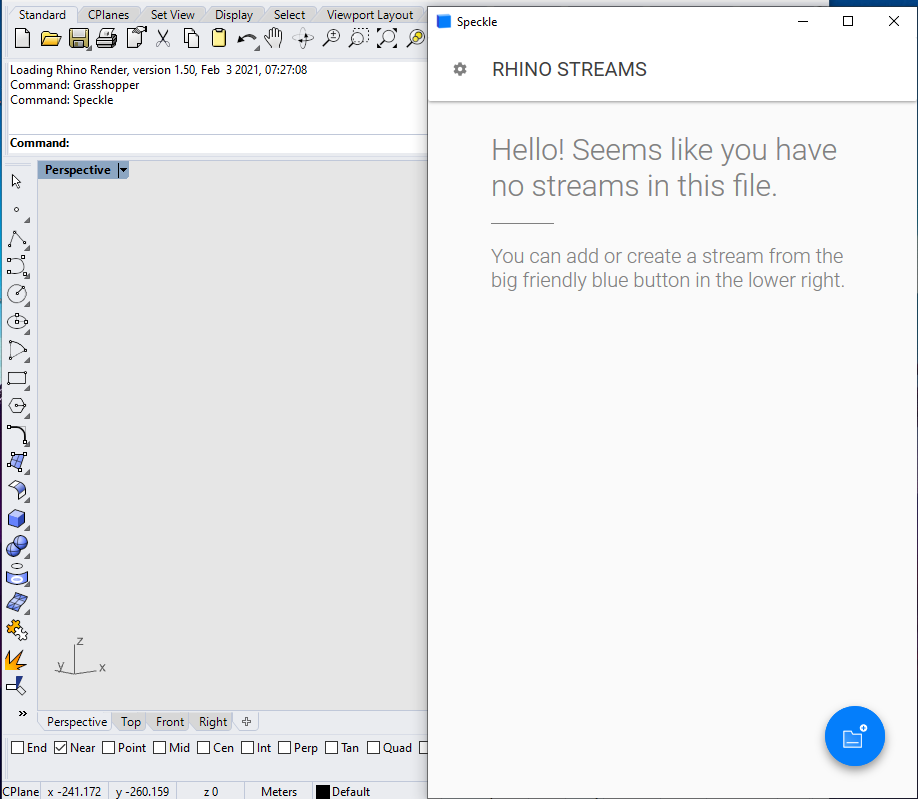 Standard CPlanes Set View Display Select Viewport Layout
Loading Rhino Render, version 1.50, Feb 3 2021, 07:27:08
Command: Grasshopper
Command: Speckle
Command:
Perspective
z
y
x
Perspective Top Front Right
End Near Point Mid Cen Int Perp Tan Quad
CPlane x -241.172 y -260.159 z 0 Meters Default
Speckle
RHINO STREAMS
Hello! Seems like you have
no streams in this file.
You can add or create a stream from the
big friendly blue button in the lower right.